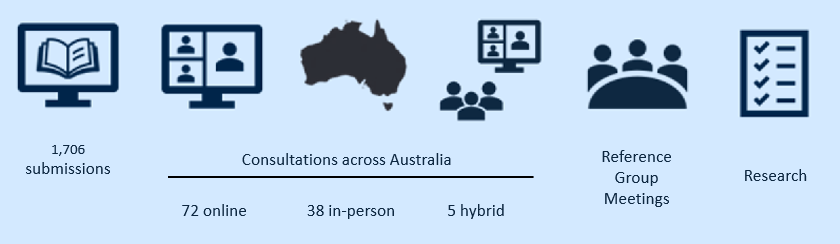 1,706
submissions
Consultations across Australia
72 online
38 in-person
5 hybrid
Reference
Group
Meetings
Research